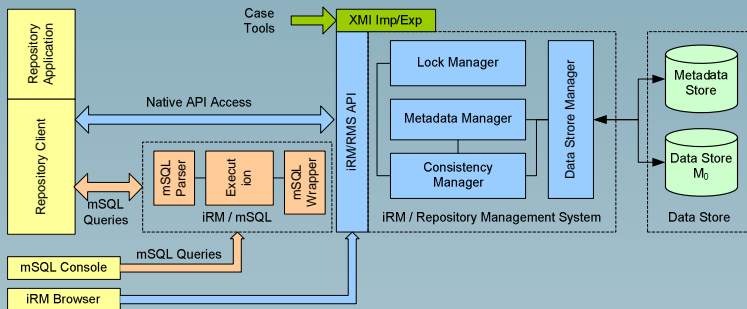 Case
Tools
XMI Imp/Exp
Repository
Application
Repository Client
Native API Access
iRM/RMS API
Lock Manager
Metadata Manager
Consistency
Manager
Data Strore Manager
Metadata
Store
Data Store
M0
Data Store
iRM / Repository Management System
mSQL
Parser
Execut
ion
mSQL
Wrapper
iRM / mSQL
mSQL
Queries
mSQL Queries
mSQL Console
iRM Browser